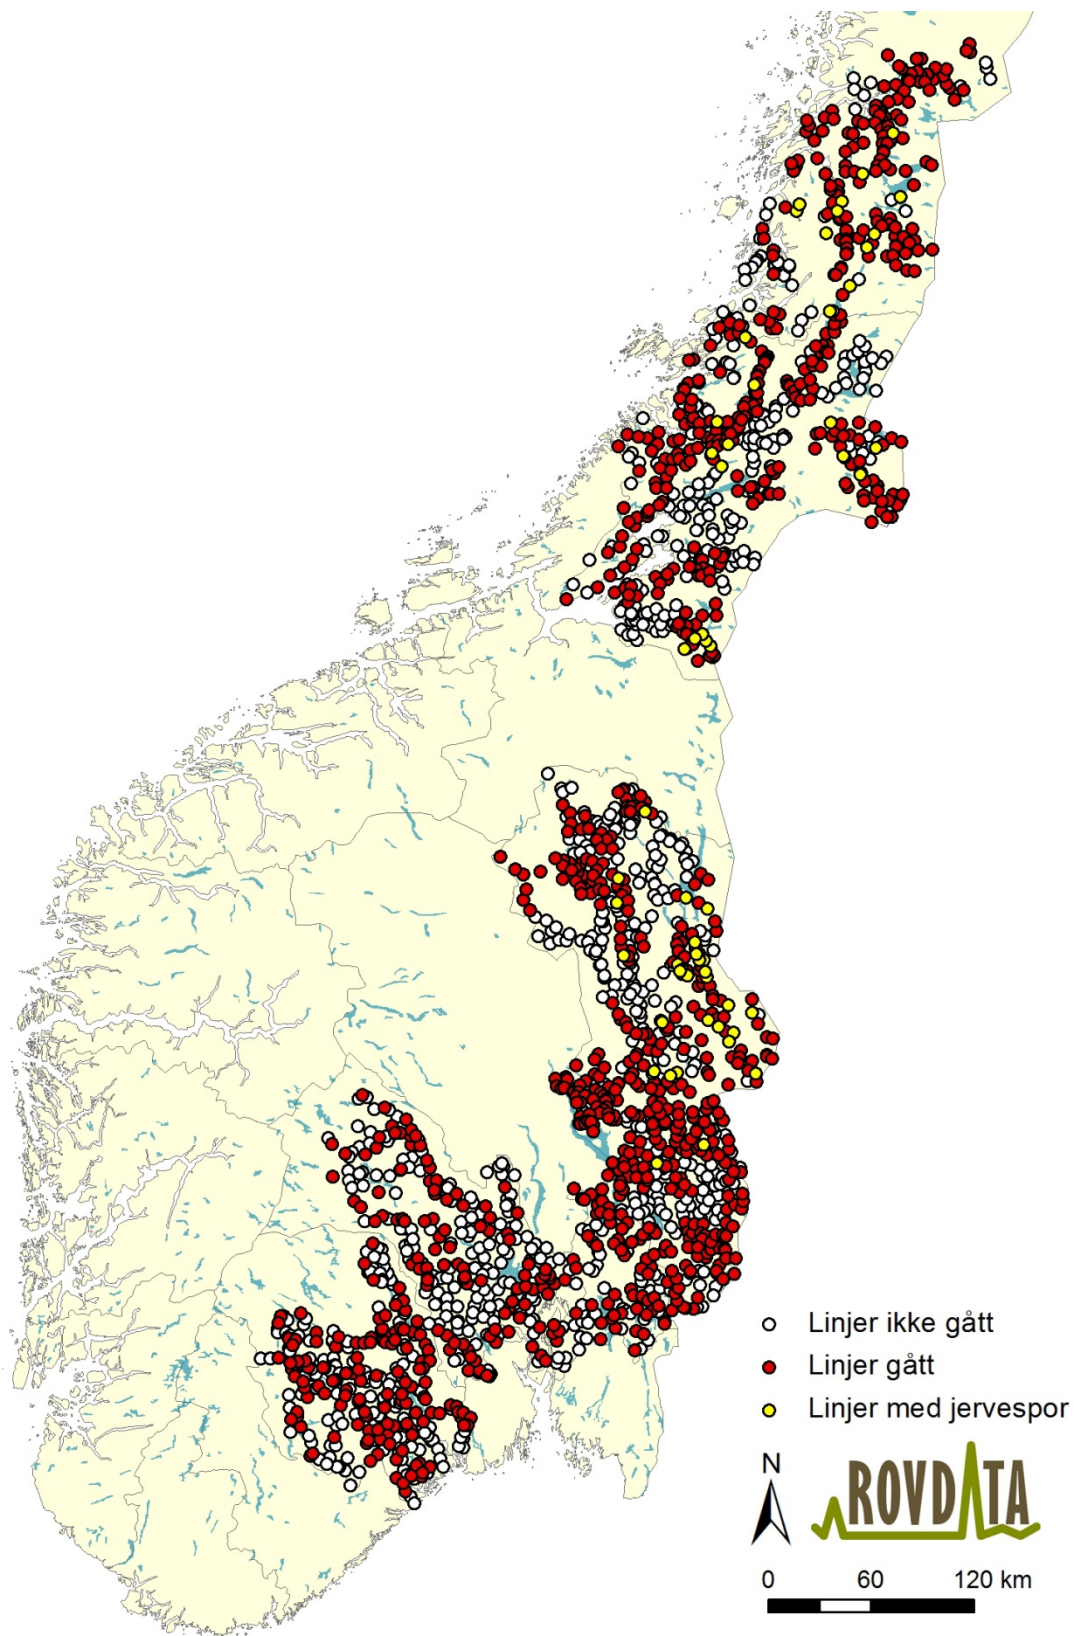 Linjer ikke gått
Linjer gått
Linjer med jervespor
N
ROVDATA
0 60 120 km